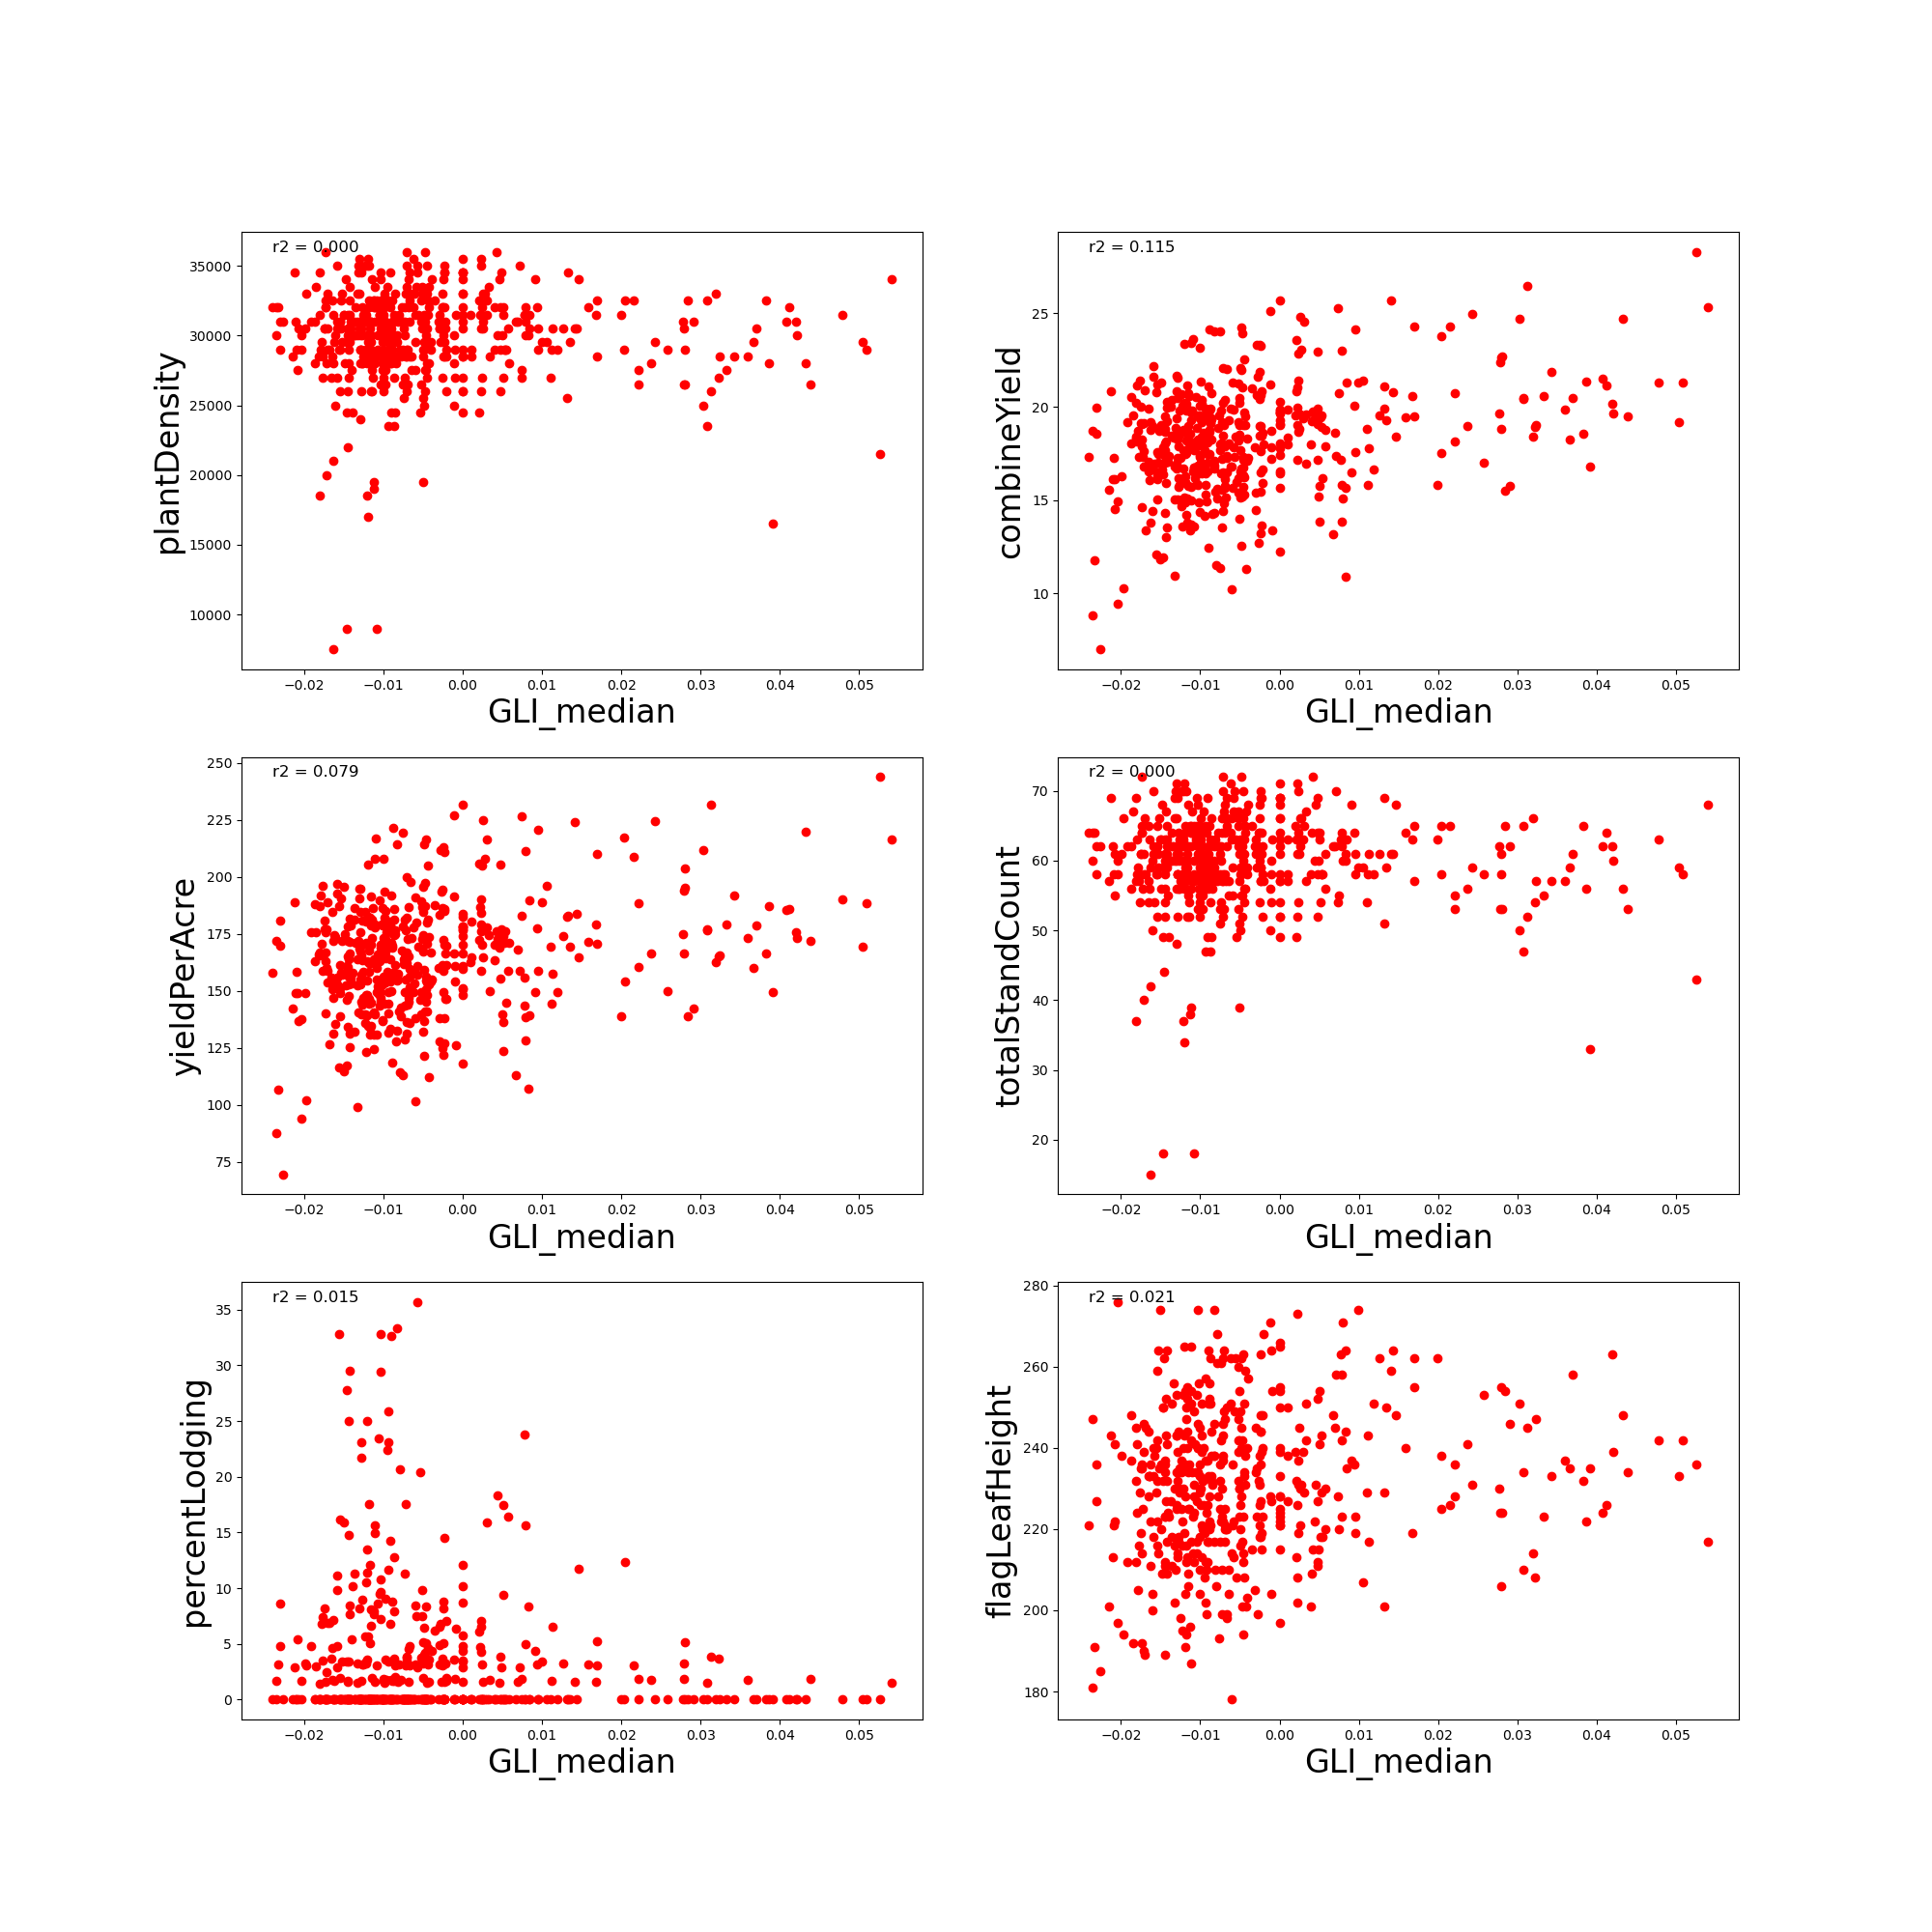 r2 = 0.000
35000
30000
25000
20000
15000
10000
plantDensity
−0.02 −0.01 0.00 0.01 0.02 0.03 0.04 0.05
GLI_median
r2 = 0.115
25
20
15
10
combineYield
−0.02 −0.01 0.00 0.01 0.02 0.03 0.04 0.05
GLI_median
r2 = 0.079
250
225
200
175
150
125
100
75
yieldPerAcre
−0.02 −0.01 0.00 0.01 0.02 0.03 0.04 0.05
GLI_median
r2 = 0.000
70
60
50
40
30
20
totalStandCount
−0.02 −0.01 0.00 0.01 0.02 0.03 0.04 0.05
GLI_median
r2 = 0.015
35
30
25
20
15
10
5
0
percentLodging
−0.02 −0.01 0.00 0.01 0.02 0.03 0.04 0.05
GLI_median
r2 = 0.021
280
260
240
220
200
180
flagLeafHeight
−0.02 −0.01 0.00 0.01 0.02 0.03 0.04 0.05
GLI_median